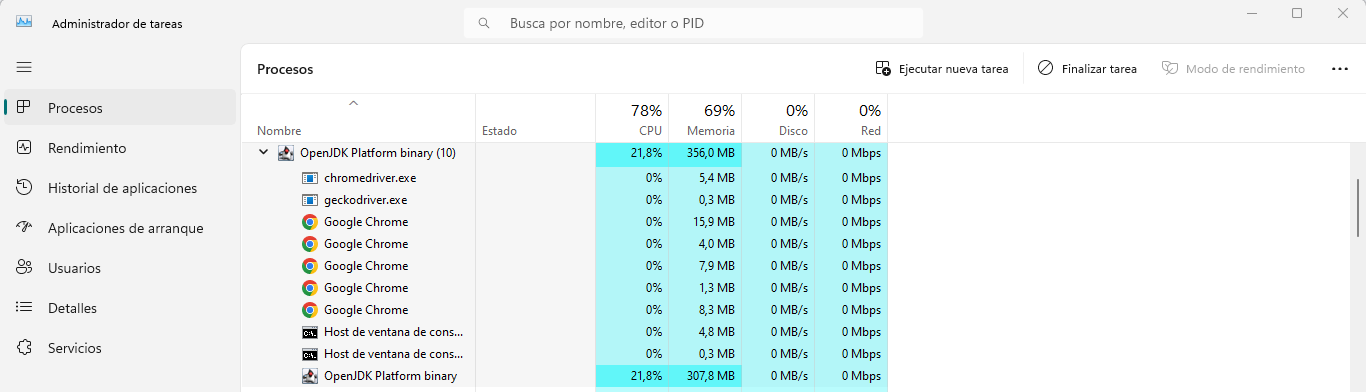 Administrador de tareas
Busca por nombre, editor o PID
Procesos
Rendimiento
Historial de aplicaciones
Aplicaciones de arranque
Usuarios
Detalles
Servicios
Procesos
Ejecutar nueva tarea
Finalizar tarea
Modo de rendimiento
78% 69% 0% 0%
Nombre Estado CPU Memoria Disco Red
OpenJDK Platform binary (10) 21,8% 356,0 MB 0 MB/s 0 Mbps
chromedriver.exe 0% 5,4 MB 0 MB/s 0 Mbps
geckodriver.exe 0% 0,3 MB 0 MB/s 0 Mbps
Google Chrome 0% 15,9 MB 0 MB/s 0 Mbps
Google Chrome 0% 4,0 MB 0 MB/s 0 Mbps
Google Chrome 0% 7,9 MB 0 MB/s 0 Mbps
Google Chrome 0% 1,3 MB 0 MB/s 0 Mbps
Google Chrome 0% 8,3 MB 0 MB/s 0 Mbps
Host de ventana de cons... 0% 4,8 MB 0 MB/s 0 Mbps
Host de ventana de cons... 0% 0,3 MB 0 MB/s 0 Mbps
OpenJDK Platform binary 21,8% 307,8 MB 0 MB/s 0 Mbps